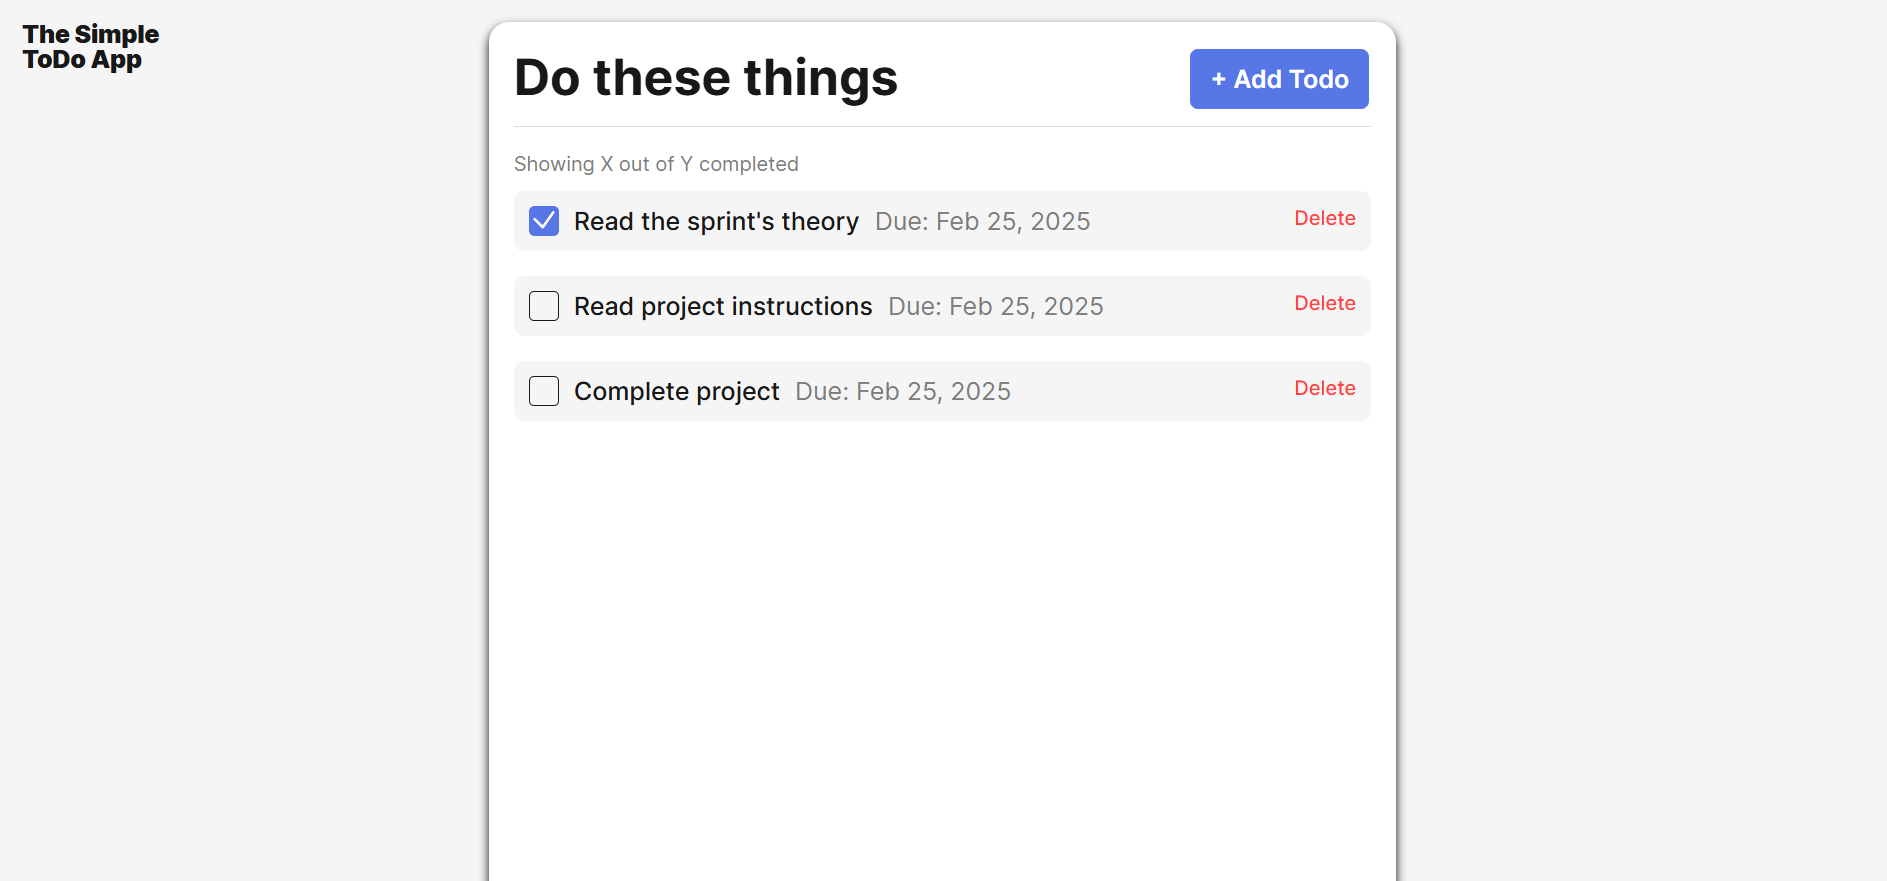 The Simple
ToDo App
Do these things
+ Add Todo
Showing X out of Y completed
Read the sprint's theory Due: Feb 25, 2025 Delete
Read project instructions Due: Feb 25, 2025 Delete
Complete project Due: Feb 25, 2025 Delete